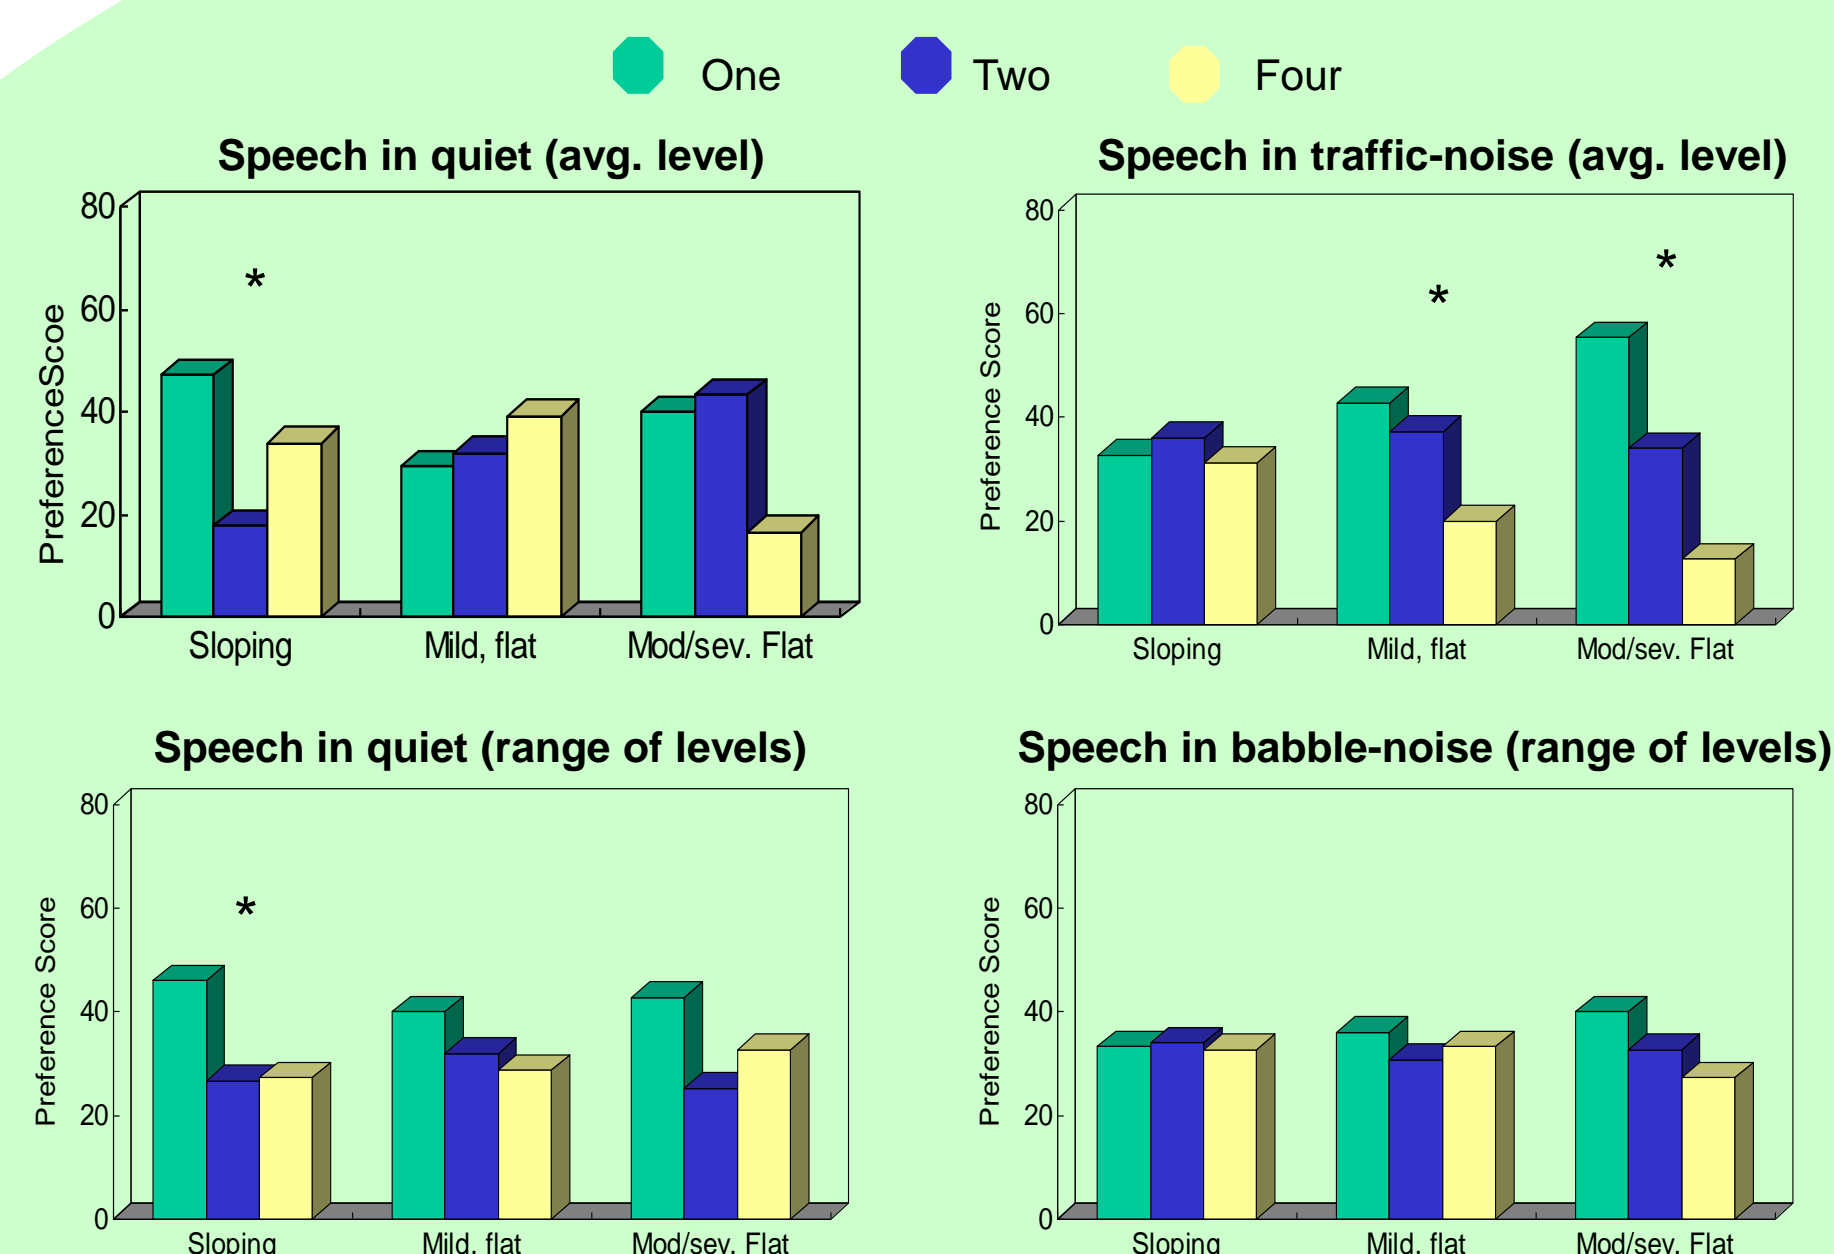 One Two Four
Speech in quiet (avg. level)
80
60
40
20
0
PreferenceScoe
*
Sloping Mild, flat Mod/sev. Flat
Speech in traffic-noise (avg. level)
80
60
40
20
0
Preference Score
*
*
Sloping Mild, flat Mod/sev. Flat
Speech in quiet (range of levels)
80
60
40
20
0
Preference Score
*
Sloping Mild, flat Mod/sev. Flat
Speech in babble-noise (range of levels)
80
60
40
20
0
Preference Score
Sloping Mild, flat Mod/sev. Flat